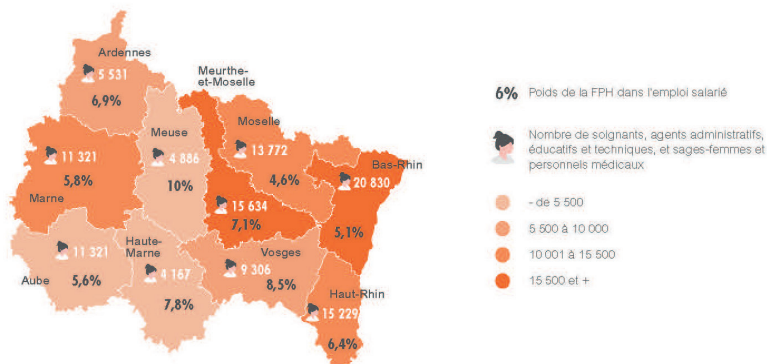 Ardennes
5 531
6,9%
Meurthe-
et-Moselle
Meuse
4 886
10%
Moselle
13 772
4,6%
Bas-Rhin
20 830
5,1%
11 321
5,8%
Marne
15 634
7,1%
11 321
Aube
5,6%
Haute-
Marne
4 167
7,8%
Vosges
9 306
8,5%
Haut-Rhin
15 229
6,4%
6% Poids de la FPH dans l'emploi salarié
Nombre de soignants, agents administratifs,
éducatifs et techniques, et sages-femmes et
personnels médicaux
- de 5 500
5 500 à 10 000
10 001 à 15 500
15 500 et +